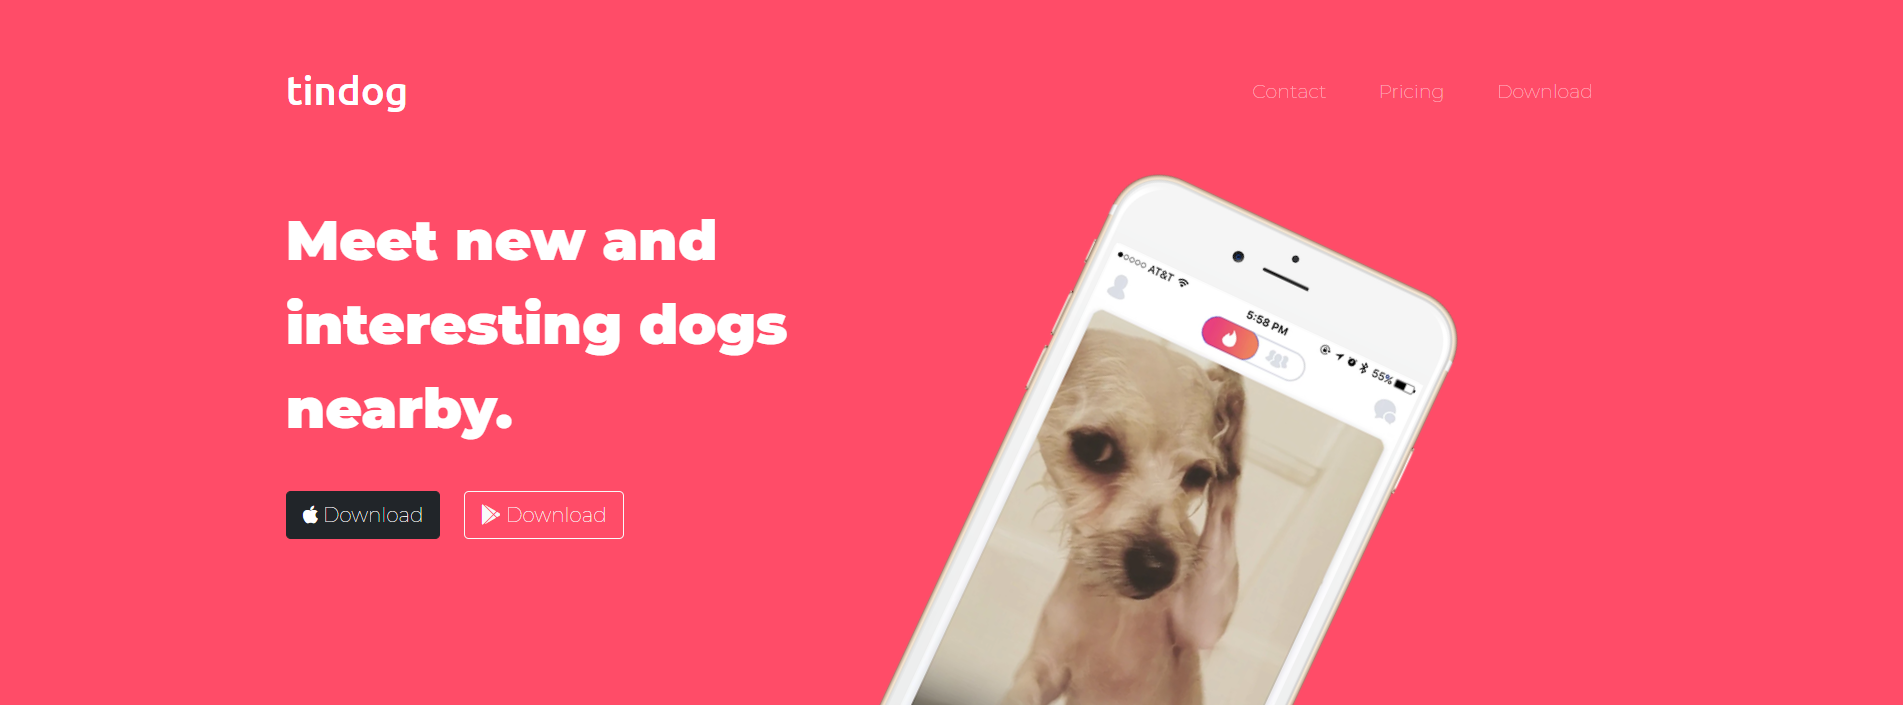 tindog
Contact Pricing Download
Meet new and
interesting dogs
nearby.
Download Download
AT&T
5:58 PM
55%